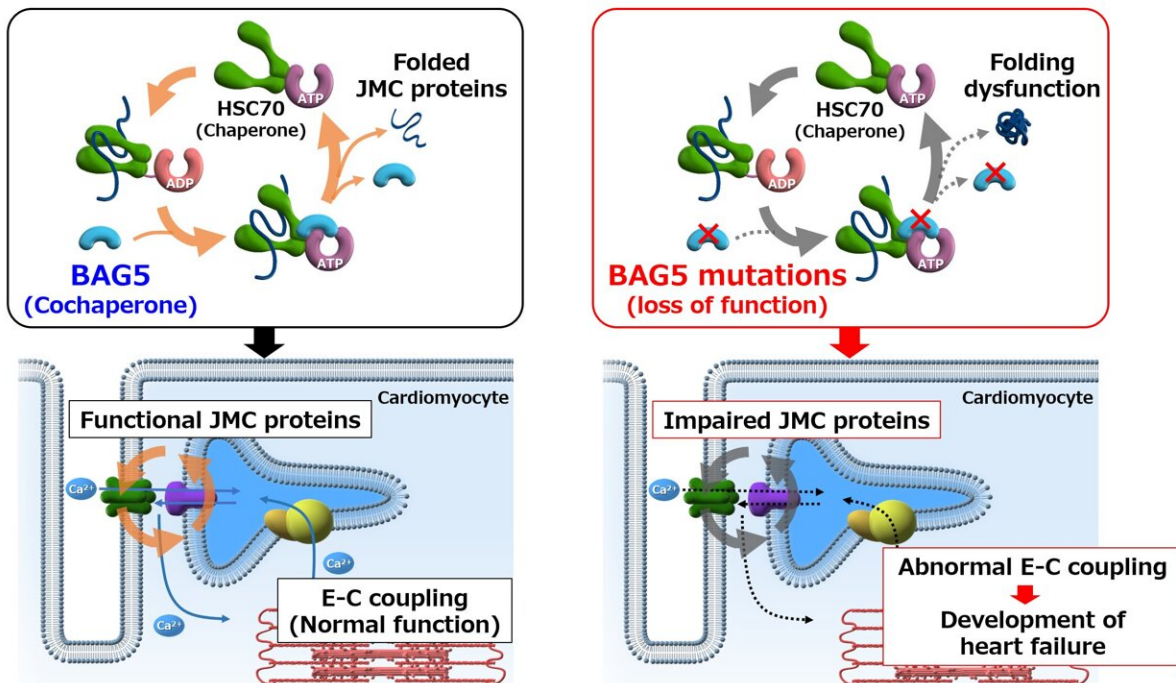 Folded
JMC proteins
ATP
HSC70
(Chaperone)
ADP
ATP
BAG5
(Cochaperone)
Cardiomyocyte
Functional JMC proteins
Ca²⁺
Ca²⁺
E-C coupling
(Normal function)
Ca²⁺
Folding
dysfunction
ATP
HSC70
(Chaperone)
ADP
ATP
BAG5 mutations
(loss of function)
Cardiomyocyte
Impaired JMC proteins
Ca²⁺
Abnormal E-C coupling
Development of
heart failure